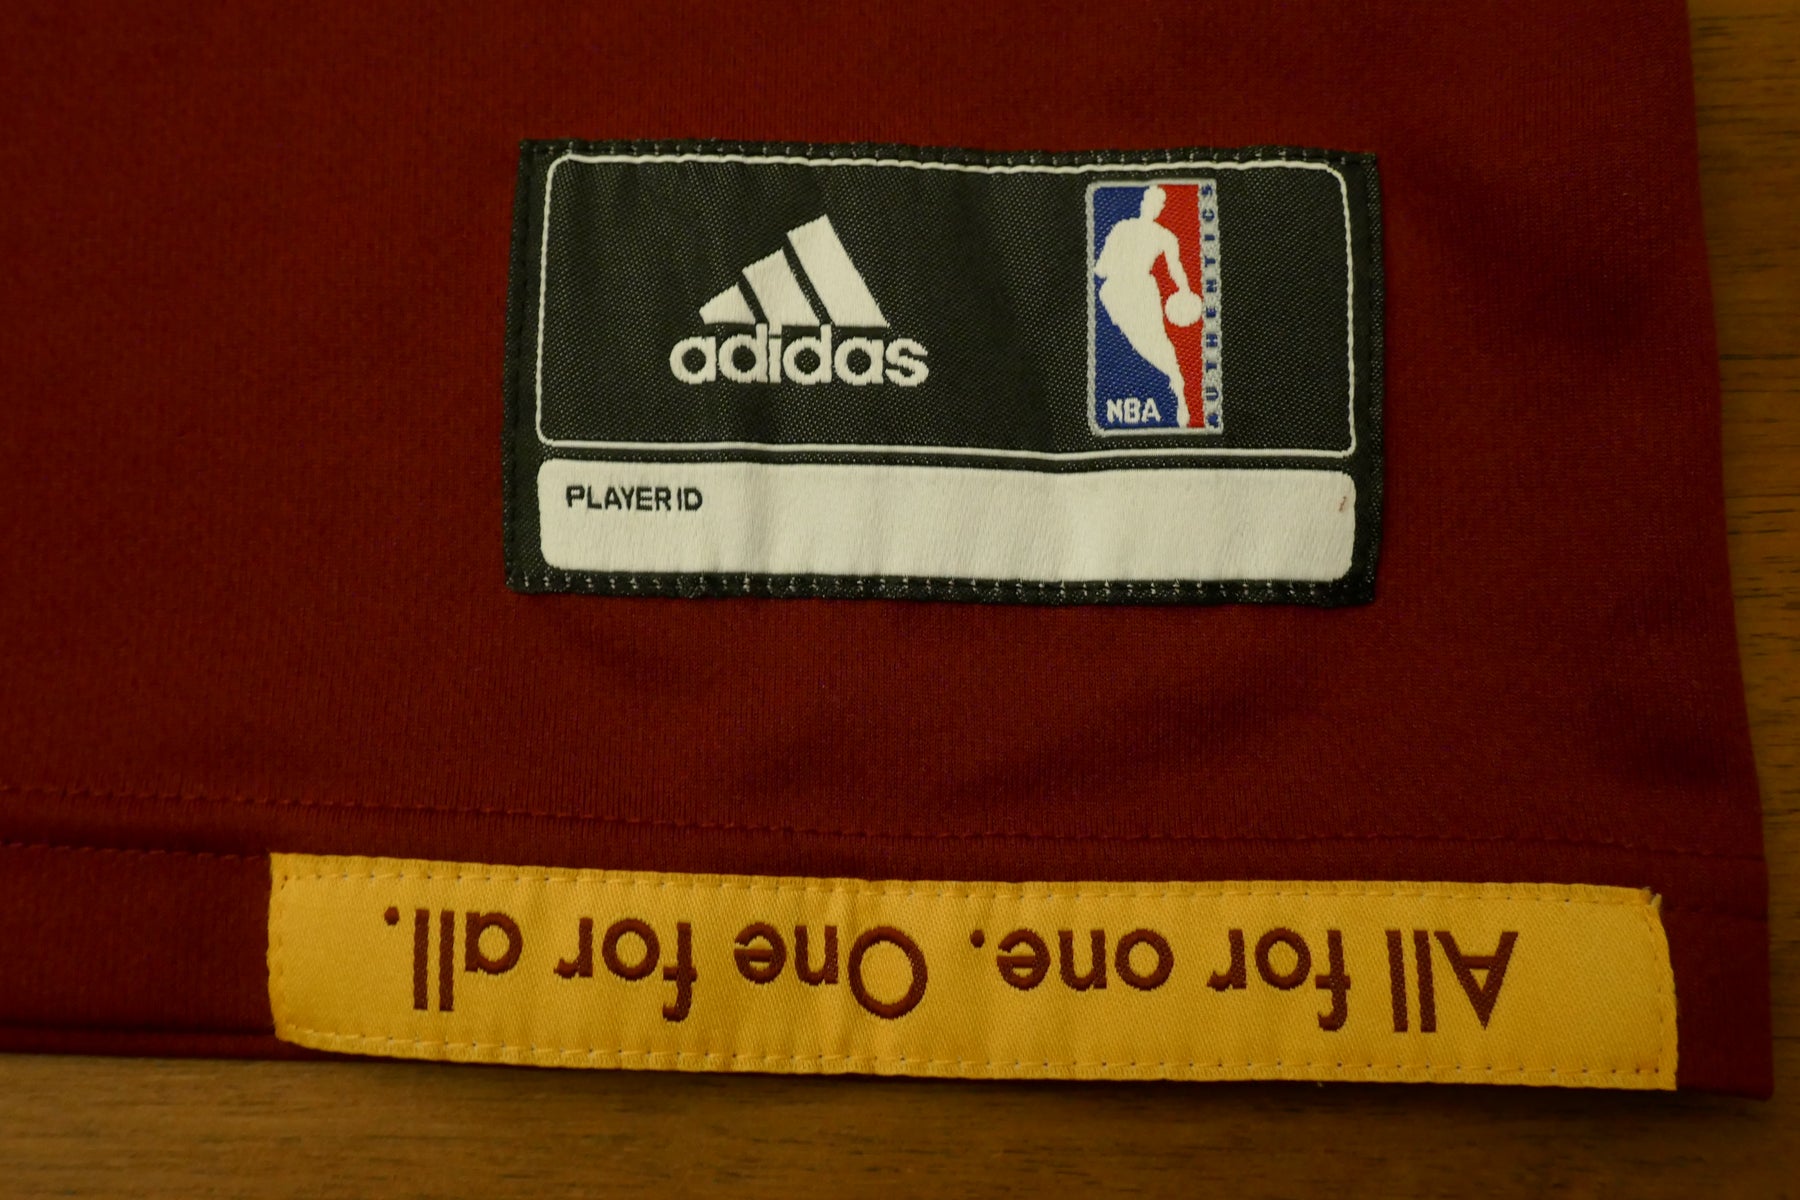 adidas
NBA
AUTHENTICS
PLAYER ID
All for one. One for all.